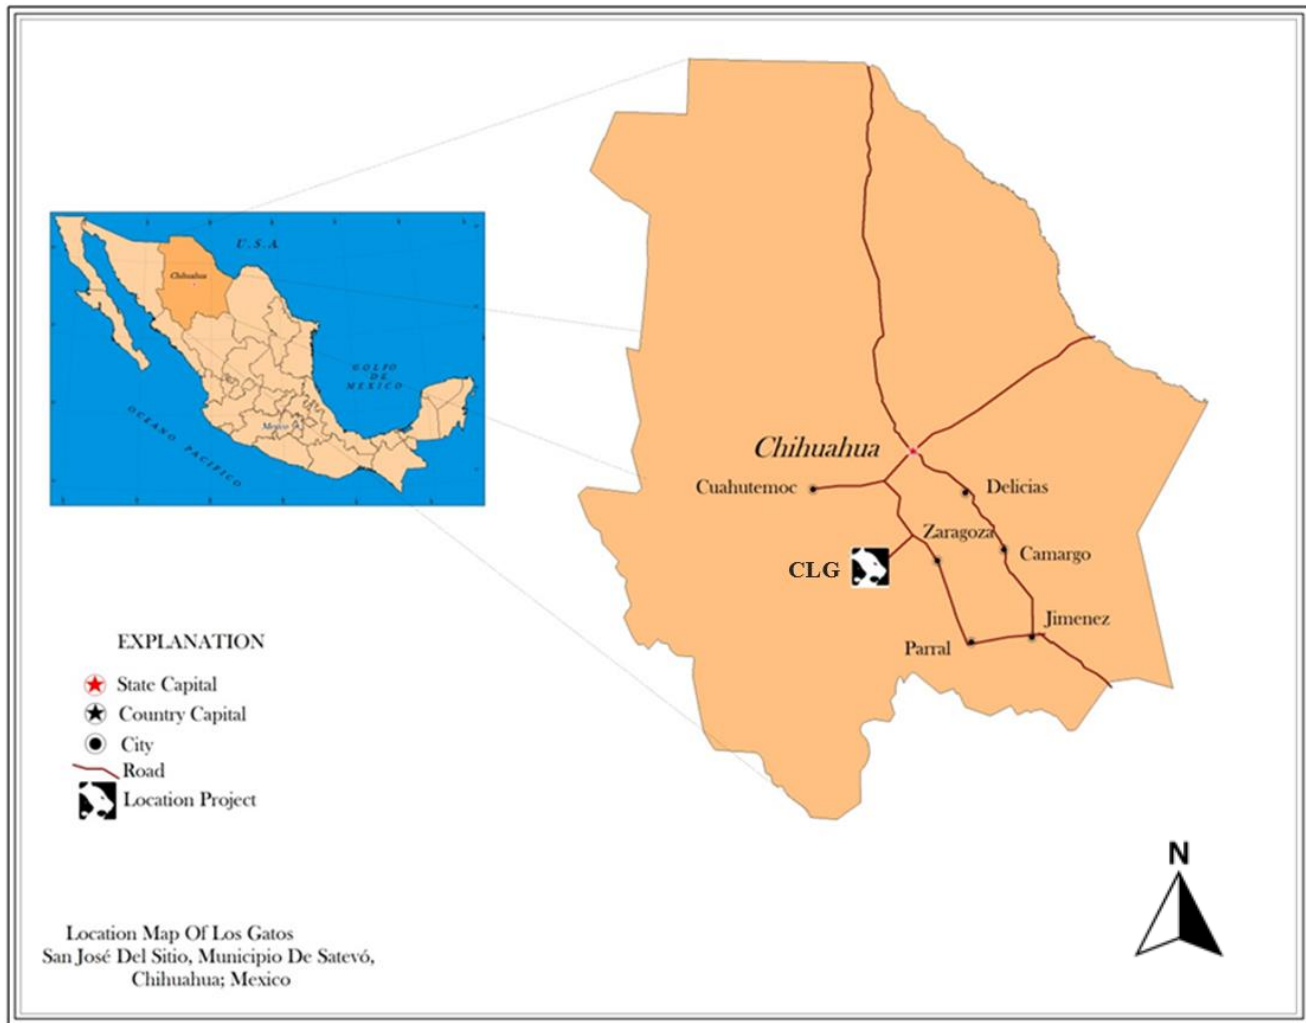 U.S.A.
Chihuahua
GOLFO
DE
MEXICO
Mexico
OCEANO PACIFICO
Chihuahua
Cuahutemoc
Delicias
Zaragoza
CLG
Camargo
Jimenez
Parral
EXPLANATION
State Capital
Country Capital
City
Road
Location Project
N
Location Map Of Los Gatos
San José Del Sitio, Municipio De Satevó,
Chihuahua; Mexico